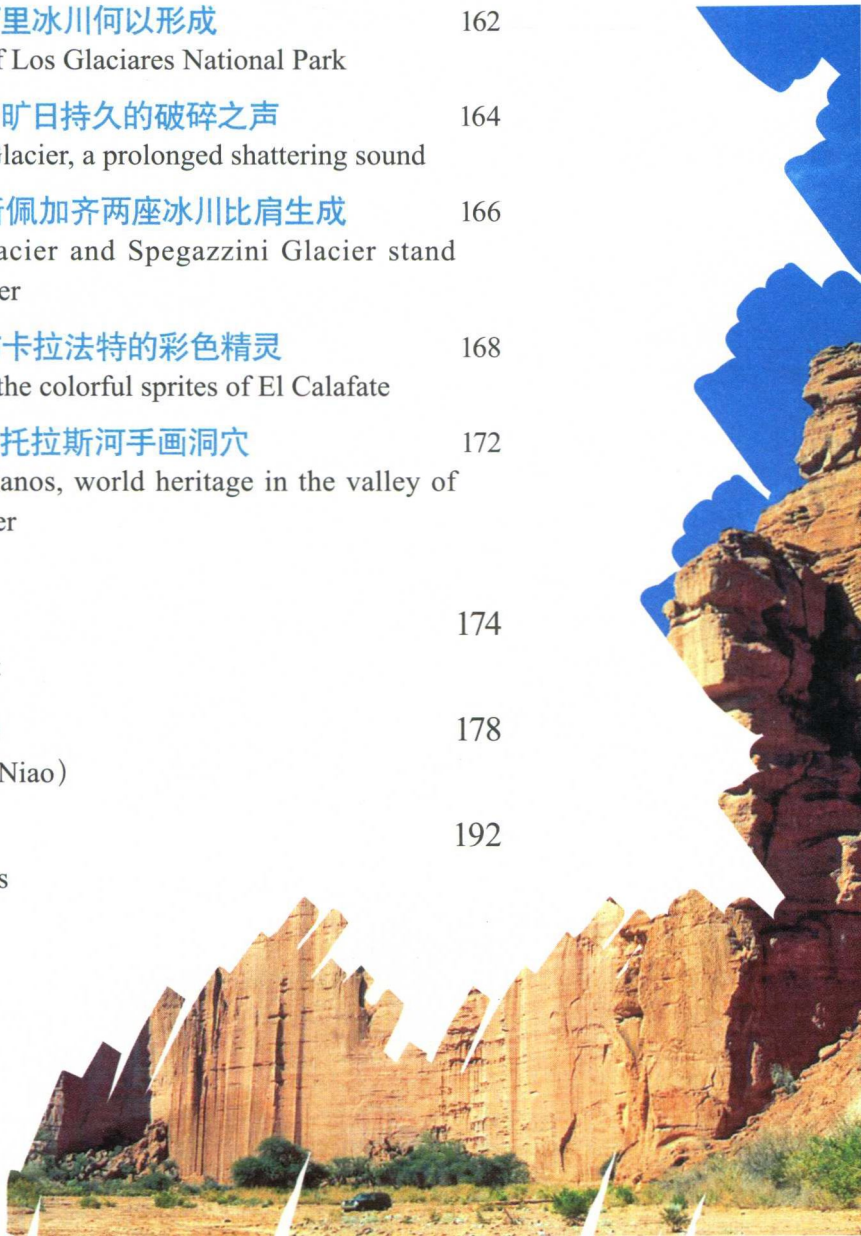 里冰川何以形成 162
f Los Glaciares National Park
旷日持久的破碎之声 164
Glacier, a prolonged shattering sound
佩加齐两座冰川比肩生成 166
acier and Spegazzini Glacier stand
er
卡拉法特的彩色精灵 168
the colorful sprites of El Calafate
托拉斯河手画洞穴 172
anos, world heritage in the valley of
er
174
178
Niao）
192
s